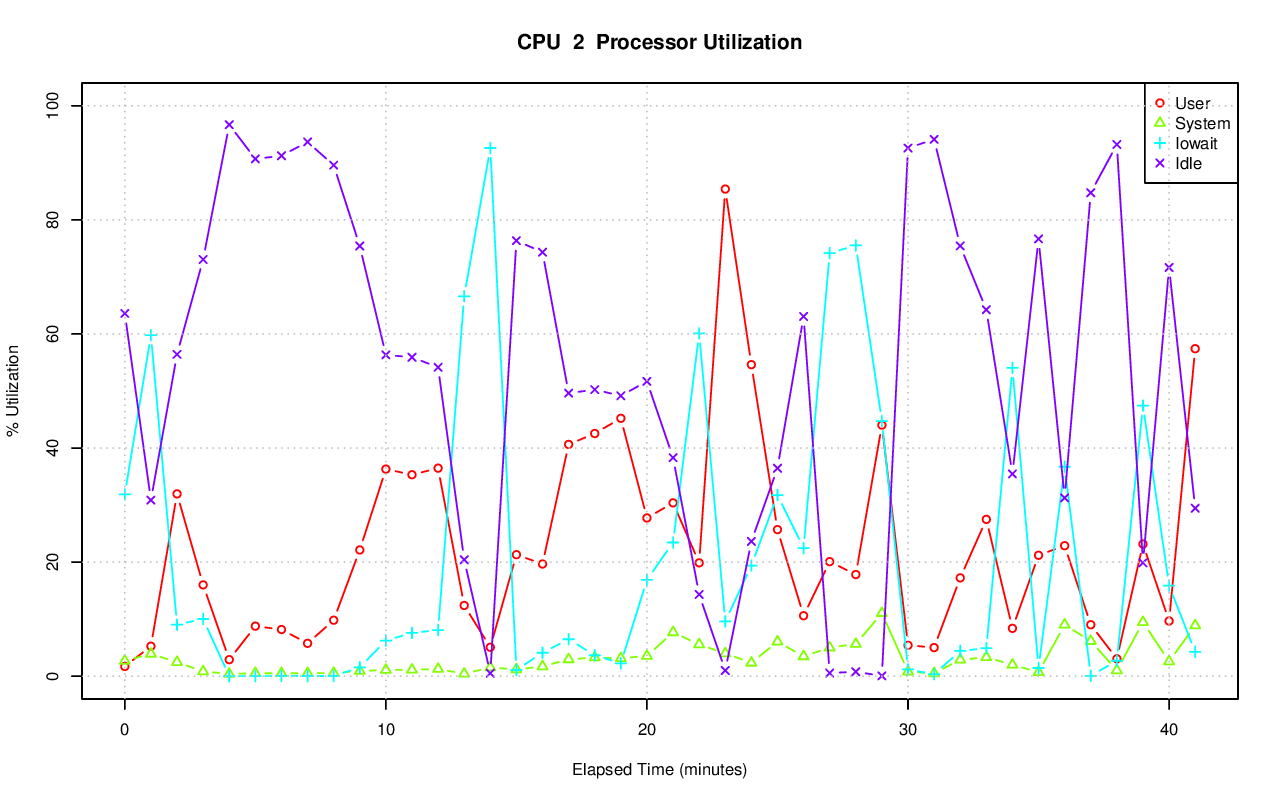 CPU  2  Processor Utilization
% Utilization
100
80
60
40
20
0
User
System
Iowait
Idle
0 10 20 30 40
Elapsed Time (minutes)